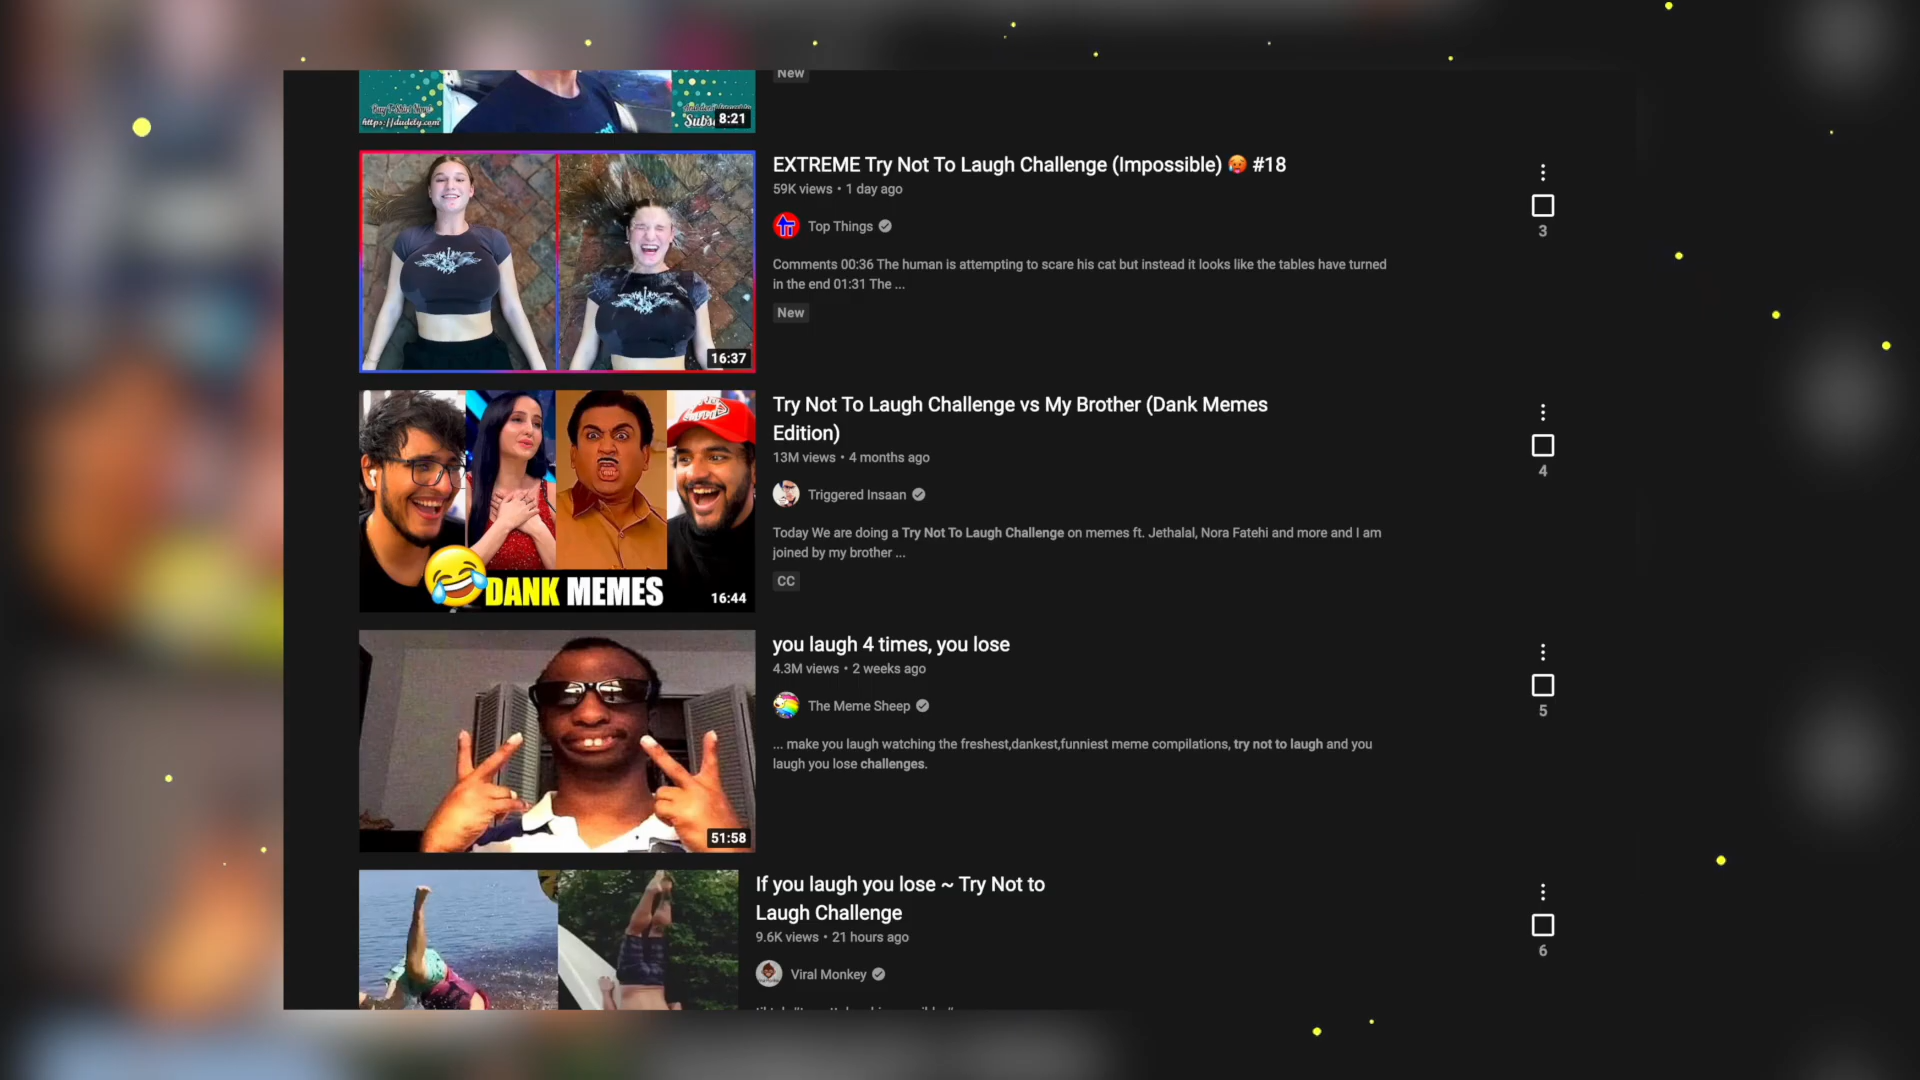 Buy T-Shirt Now!
https://dudely.com
Subs
8:21
New
EXTREME Try Not To Laugh Challenge (Impossible) 🥵 #18
59K views • 1 day ago
Top Things
Comments 00:36 The human is attempting to scare his cat but instead it looks like the tables have turned
in the end 01:31 The ...
New
16:37
3
Try Not To Laugh Challenge vs My Brother (Dank Memes
Edition)
13M views • 4 months ago
Triggered Insaan
Today We are doing a Try Not To Laugh Challenge on memes ft. Jethalal, Nora Fatehi and more and I am
joined by my brother ...
CC
DANK MEMES
16:44
4
you laugh 4 times, you lose
4.3M views • 2 weeks ago
The Meme Sheep
... make you laugh watching the freshest,dankest,funniest meme compilations, try not to laugh and you
laugh you lose challenges.
51:58
5
If you laugh you lose ~ Try Not to
Laugh Challenge
9.6K views • 21 hours ago
Viral Monkey
6